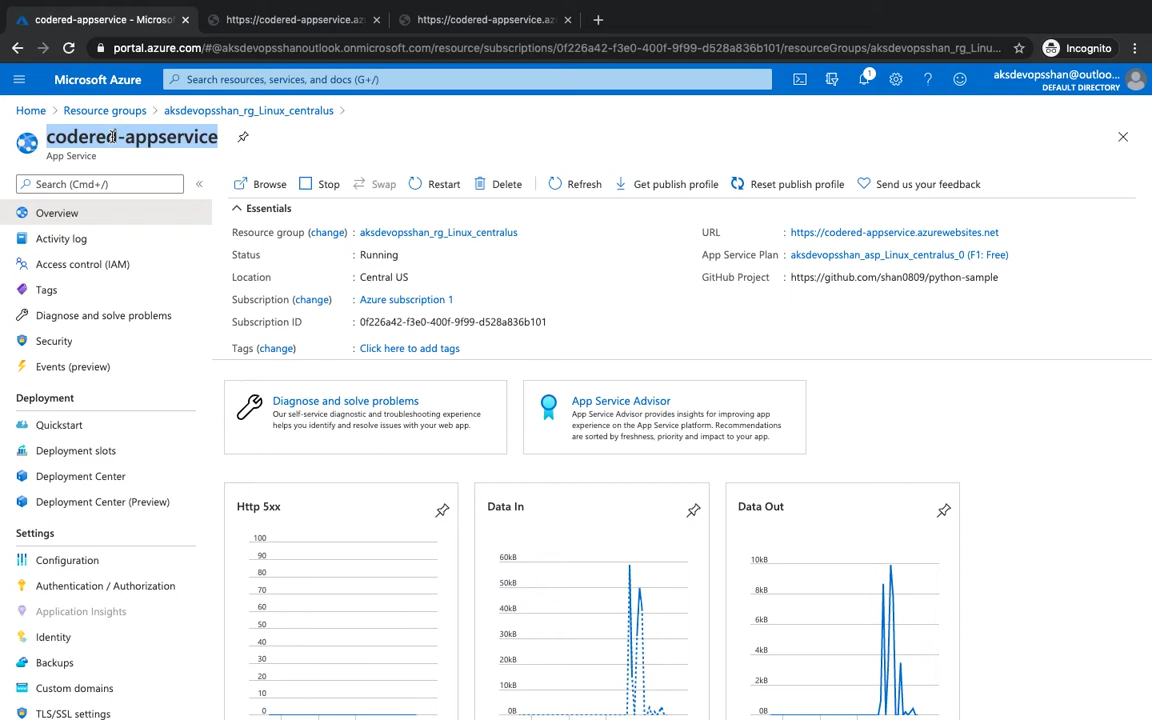 codered-appservice - Microsof
https://codered-appservice.az
https://codered-appservice.az
portal.azure.com/#@aksdevopsshanoutlook.onmicrosoft.com/resource/subscriptions/0f226a42-f3e0-400f-9f99-d528a836b101/resourceGroups/aksdevopsshan_rg_Linu...
Incognito
Microsoft Azure
Search resources, services, and docs (G+/)
1
aksdevopsshan@outloo...
DEFAULT DIRECTORY
Home > Resource groups > aksdevopsshan_rg_Linux_centralus >
codered-appservice
App Service
Search (Cmd+/)
Browse
Stop
Swap
Restart
Delete
Refresh
Get publish profile
Reset publish profile
Send us your feedback
Overview
Activity log
Access control (IAM)
Tags
Diagnose and solve problems
Security
Events (preview)
Deployment
Quickstart
Deployment slots
Deployment Center
Deployment Center (Preview)
Settings
Configuration
Authentication / Authorization
Application Insights
Identity
Backups
Custom domains
TLS/SSL settings
Essentials
Resource group (change) : aksdevopsshan_rg_Linux_centralus
Status : Running
Location : Central US
Subscription (change) : Azure subscription 1
Subscription ID : 0f226a42-f3e0-400f-9f99-d528a836b101
Tags (change) : Click here to add tags
URL : https://codered-appservice.azurewebsites.net
App Service Plan : aksdevopsshan_asp_Linux_centralus_0 (F1: Free)
GitHub Project : https://github.com/shan0809/python-sample
Diagnose and solve problems
Our self-service diagnostic and troubleshooting experience
helps you identify and resolve issues with your web app.
App Service Advisor
App Service Advisor provides insights for improving app
experience on the App Service platform. Recommendations
are sorted by freshness, priority and impact to your app.
Http 5xx
100
90
80
70
60
50
40
30
20
10
0
Data In
60kB
50kB
40kB
30kB
20kB
10kB
0B
Data Out
10kB
8kB
6kB
4kB
2kB
0B